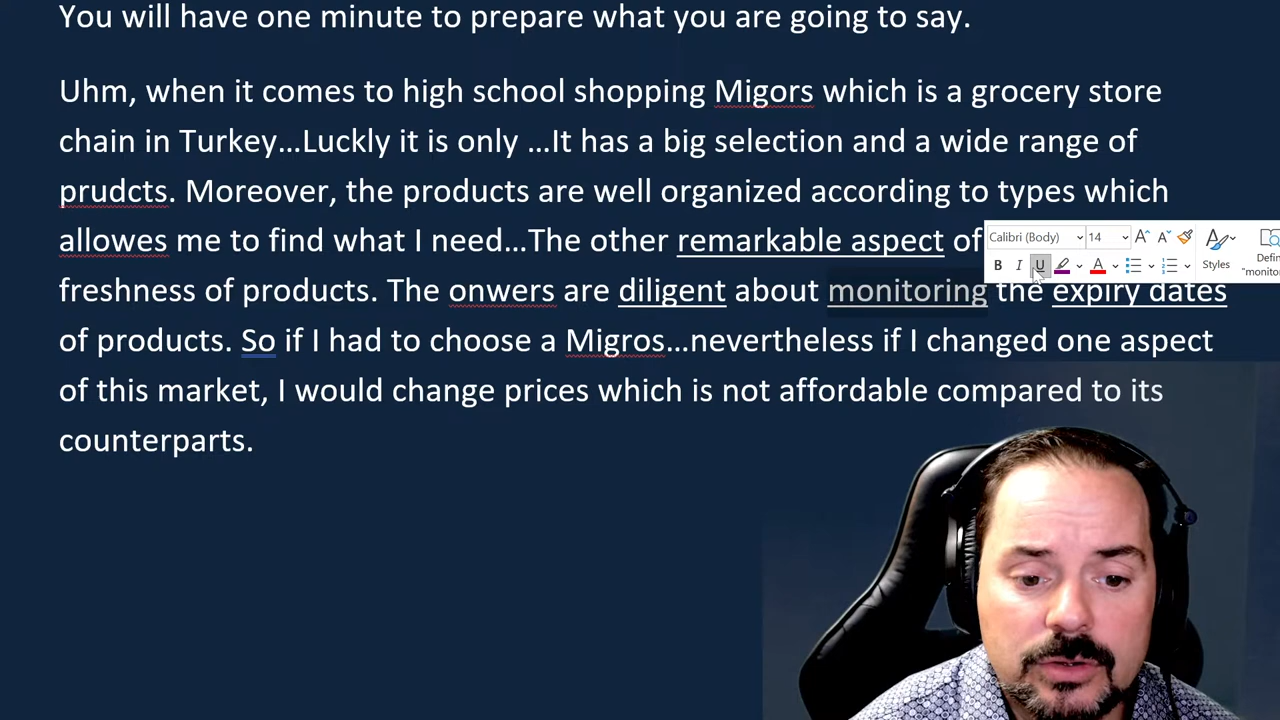 You will have one minute to prepare what you are going to say.
Uhm, when it comes to high school shopping Migors which is a grocery store
chain in Turkey...Luckly it is only ...It has a big selection and a wide range of
prudcts. Moreover, the products are well organized according to types which
allowes me to find what I need...The other remarkable aspect of
Calibri (Body) 14
B I U A Styles
freshness of products. The onwers are diligent about monitoring the expiry dates
of products. So if I had to choose a Migros...nevertheless if I changed one aspect
of this market, I would change prices which is not affordable compared to its
counterparts.